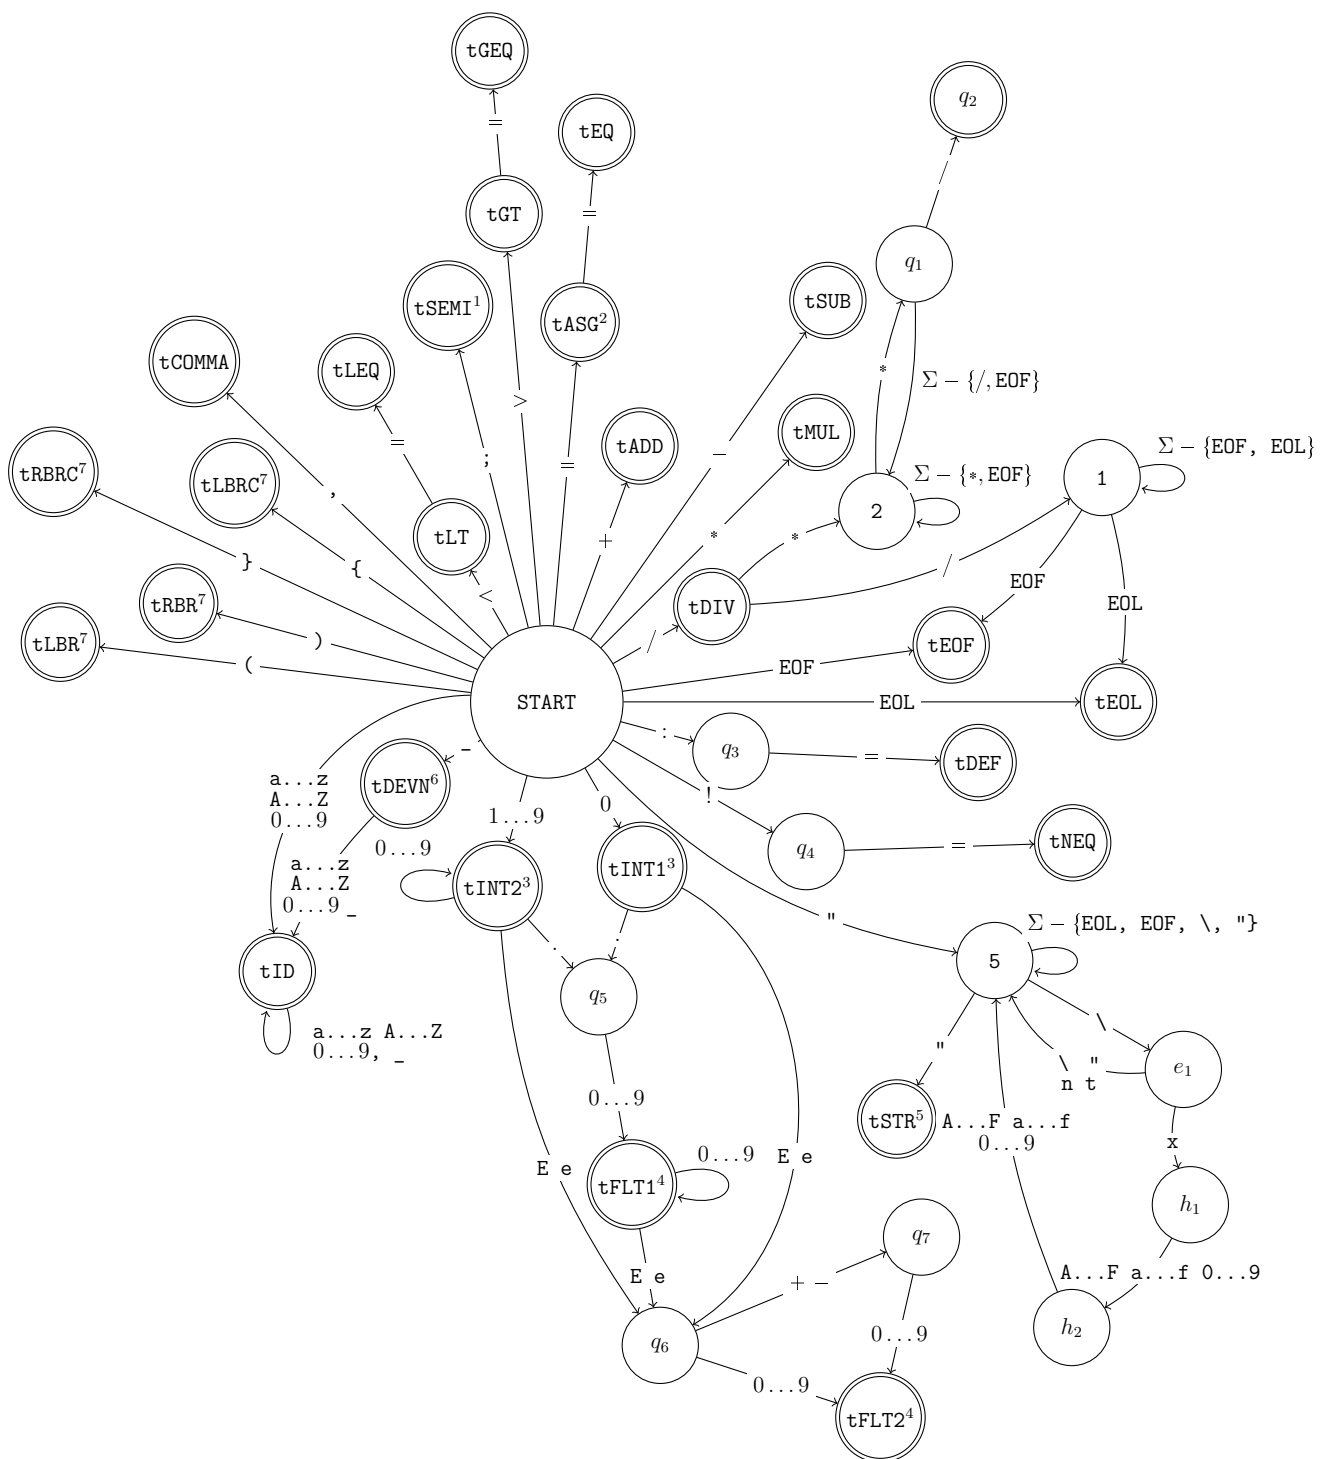 tGEQ
q2
tEQ
=
tGT
=
q1
tSEMI¹
tASG²
tSUB
tCOMMA
tLEQ
*
Σ − {/, EOF}
>
tMUL
tADD
tRBRC⁷
tLBRC⁷
=
;
=
−
1
Σ − {EOF, EOL}
Σ − {*, EOF}
2
,
tLT
+
*
*
}
{
<
/
EOF
tRBR⁷
tDIV
EOL
tLBR⁷
)
(
/
tEOF
EOF
START
EOL
tEOL
:
q3
=
tDEF
_
tDEVN⁶
a...z
A...Z
0...9
!
0
1...9
q4
=
tNEQ
0...9
tINT2³
tINT1³
a...z
A...Z
0...9 _
"
Σ − {EOL, EOF, \, "}
5
.
.
tID
q5
a...z A...Z
0...9, _
\
"
\ "
n t
e1
0...9
tSTR⁵
A...F a...f
0...9
x
E e
E e
0...9
tFLT1⁴
h1
q7
E e
+ −
A...F a...f 0...9
q6
0...9
h2
0...9
tFLT2⁴